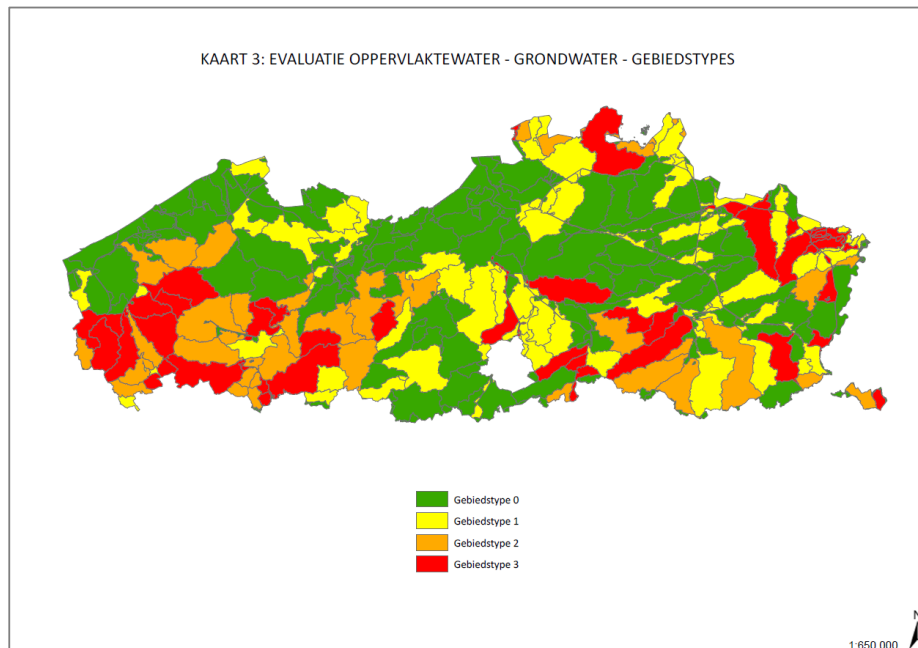 KAART 3: EVALUATIE OPPERVLAKTEWATER - GRONDWATER - GEBIEDSTYPES
Gebiedstype 0
Gebiedstype 1
Gebiedstype 2
Gebiedstype 3
N
1:650.000